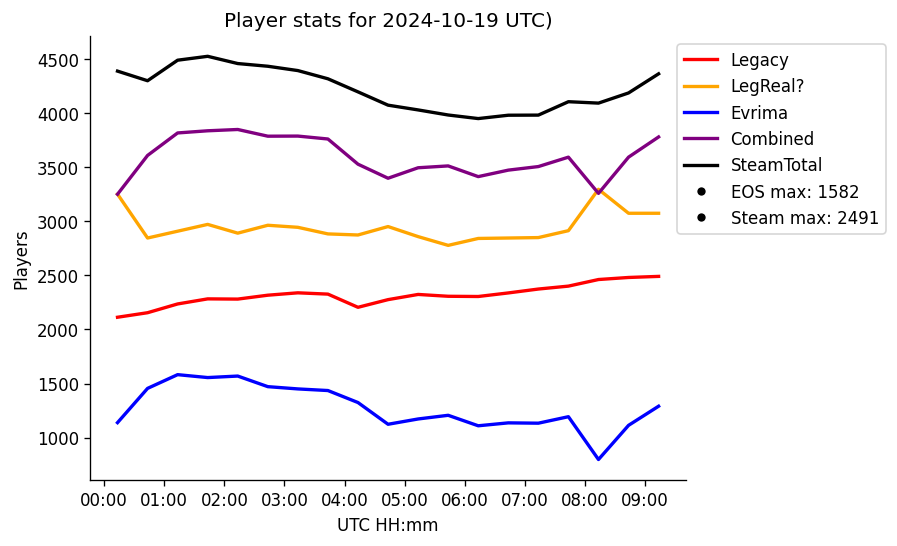 Player stats for 2024-10-19 UTC)
4500
4000
3500
3000
2500
2000
1500
1000
Players
00:00 01:00 02:00 03:00 04:00 05:00 06:00 07:00 08:00 09:00
UTC HH:mm
Legacy
LegReal?
Evrima
Combined
SteamTotal
EOS max: 1582
Steam max: 2491